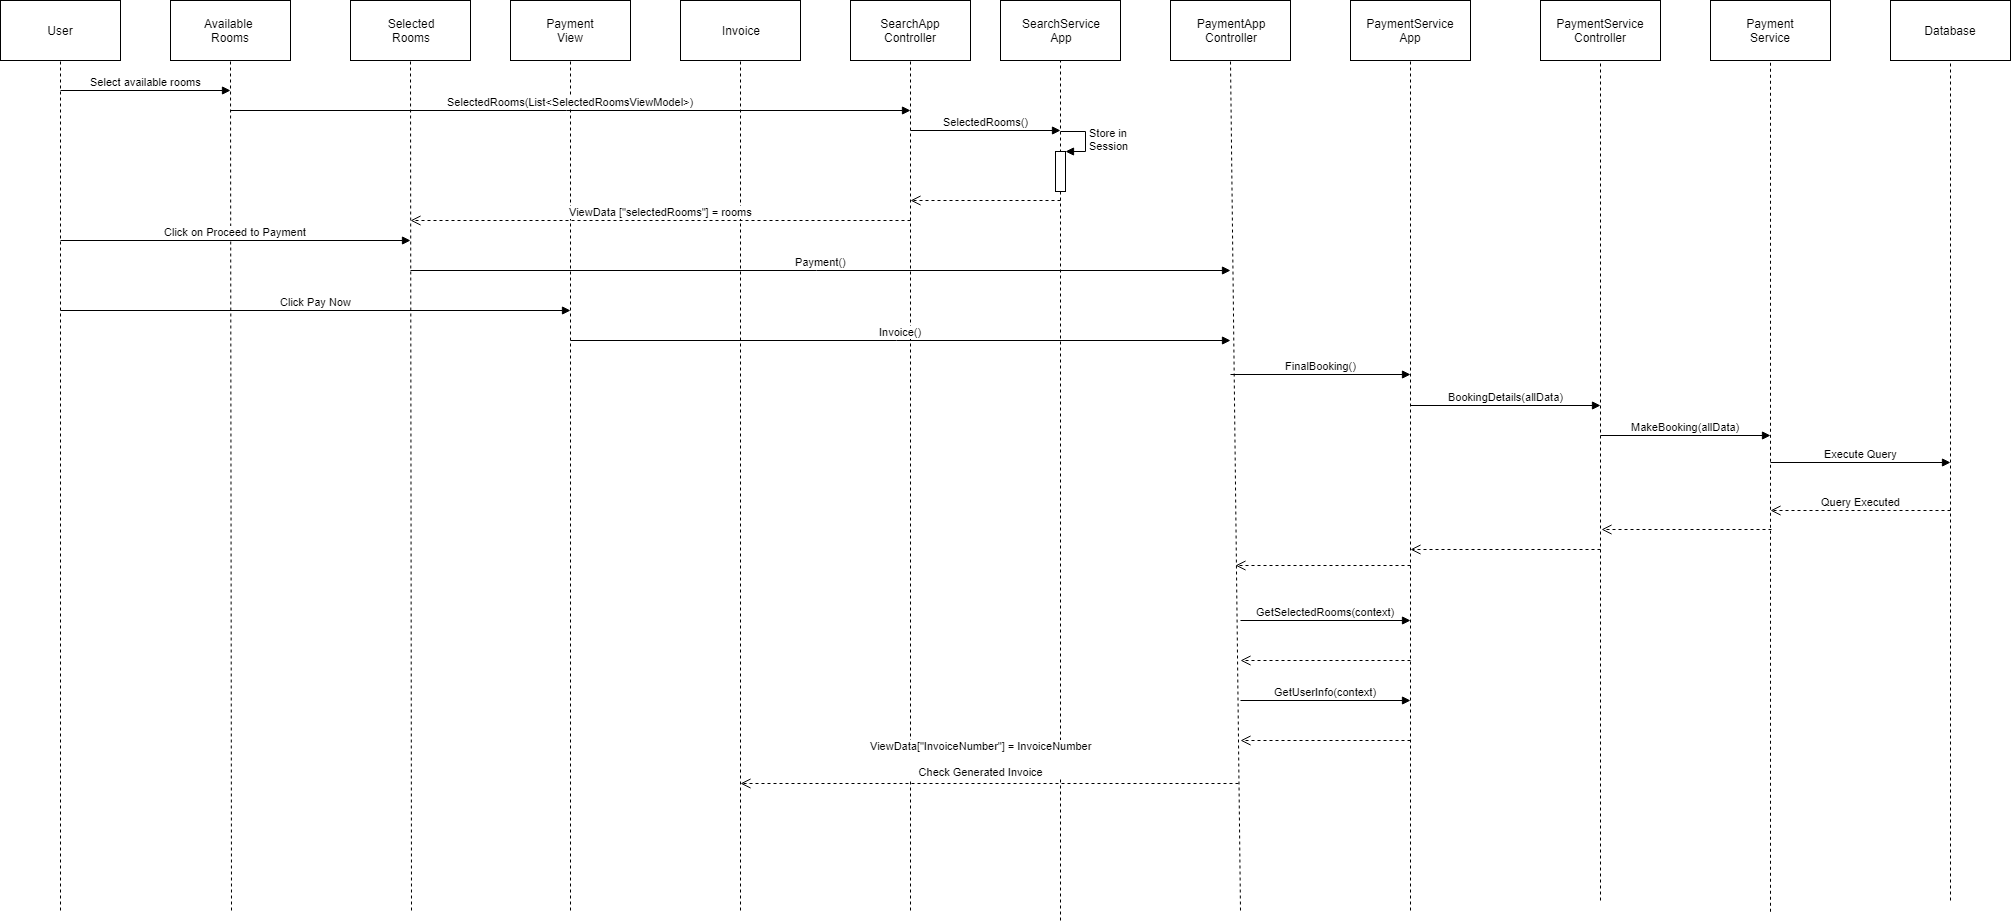 User
Available
Rooms
Selected
Rooms
Payment
View
Invoice
SearchApp
Controller
SearchService
App
PaymentApp
Controller
PaymentService
App
PaymentService
Controller
Payment
Service
Database
Select available rooms
SelectedRooms(List<SelectedRoomsViewModel>)
SelectedRooms()
Store in
Session
ViewData ["selectedRooms"] = rooms
Click on Proceed to Payment
Payment()
Click Pay Now
Invoice()
FinalBooking()
BookingDetails(allData)
MakeBooking(allData)
Execute Query
Query Executed
GetSelectedRooms(context)
GetUserInfo(context)
ViewData["InvoiceNumber"] = InvoiceNumber
Check Generated Invoice